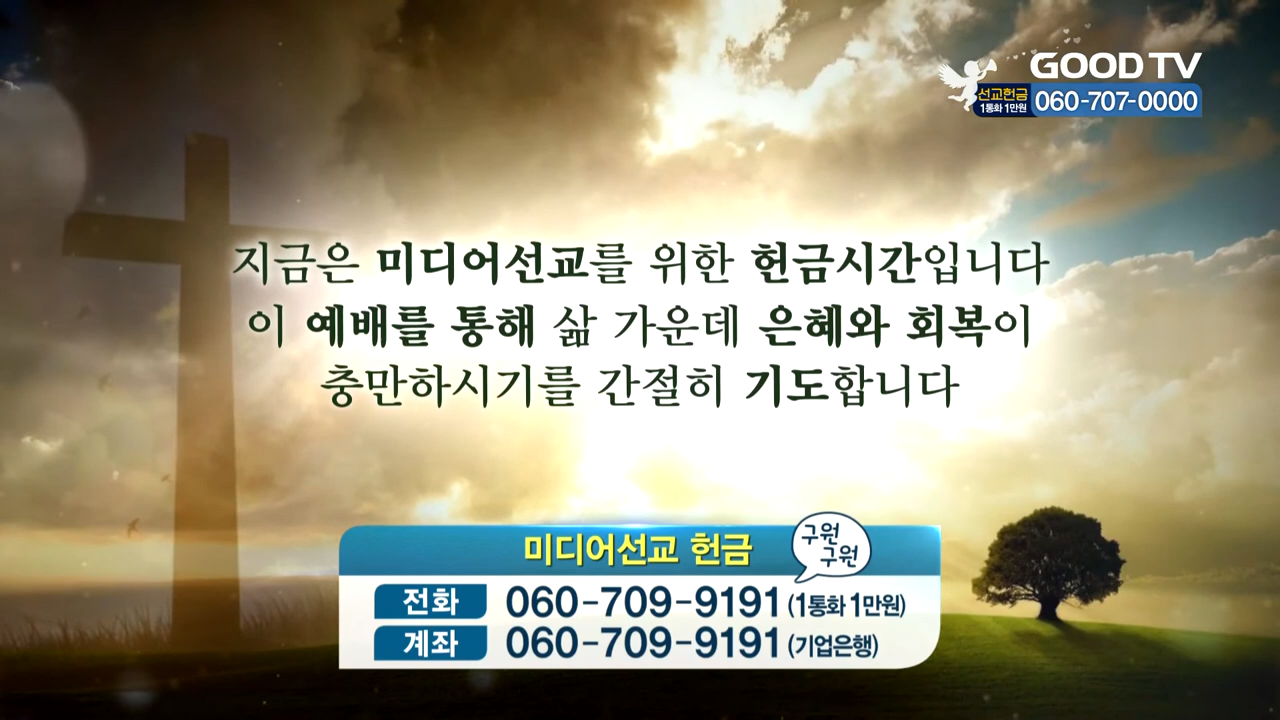 GOOD TV
선교헌금
1통화 1만원
060-707-0000
지금은 미디어선교를 위한 헌금시간입니다
이 예배를 통해 삶 가운데 은혜와 회복이
충만하시기를 간절히 기도합니다
미디어선교 헌금
구원
구원
전화 060-709-9191 (1통화 1만원)
계좌 060-709-9191 (기업은행)